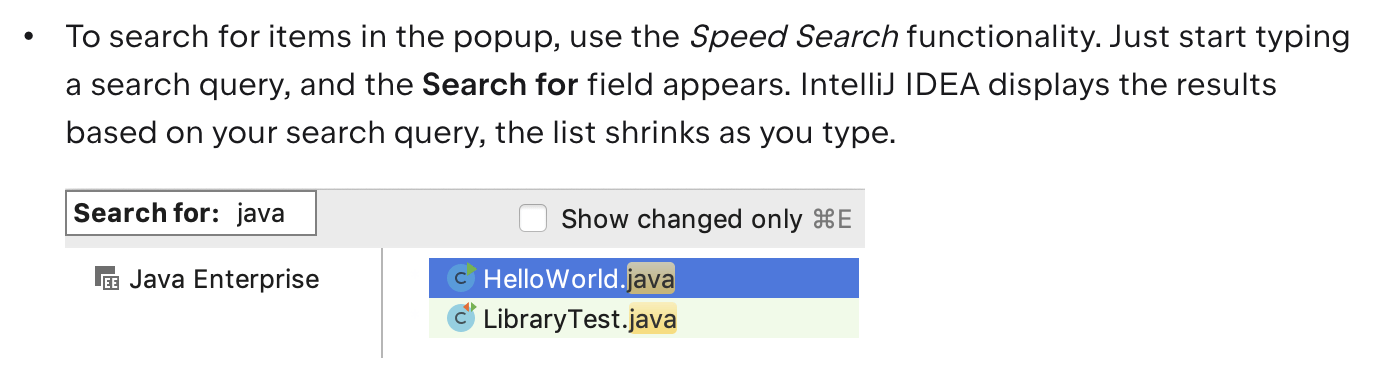 • To search for items in the popup, use the Speed Search functionality. Just start typing
a search query, and the Search for field appears. IntelliJ IDEA displays the results
based on your search query, the list shrinks as you type.
Search for: java
Show changed only ⌘E
Java Enterprise
HelloWorld.java
LibraryTest.java